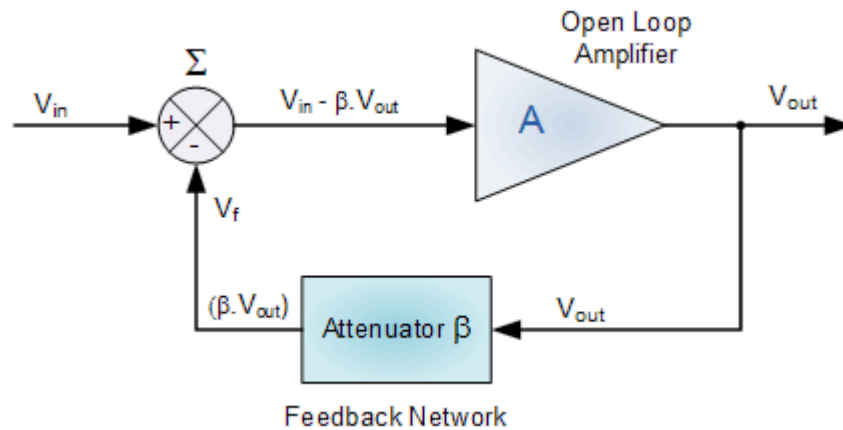 Open Loop
Amplifier
Σ
V_in
+
-
V_in - β.V_out
A
V_out
V_f
(β.V_out)
Attenuator β
V_out
Feedback Network